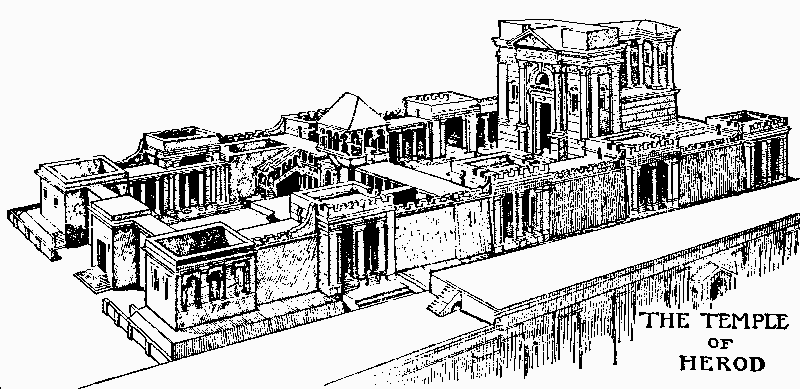 THE TEMPLE
OF
HEROD